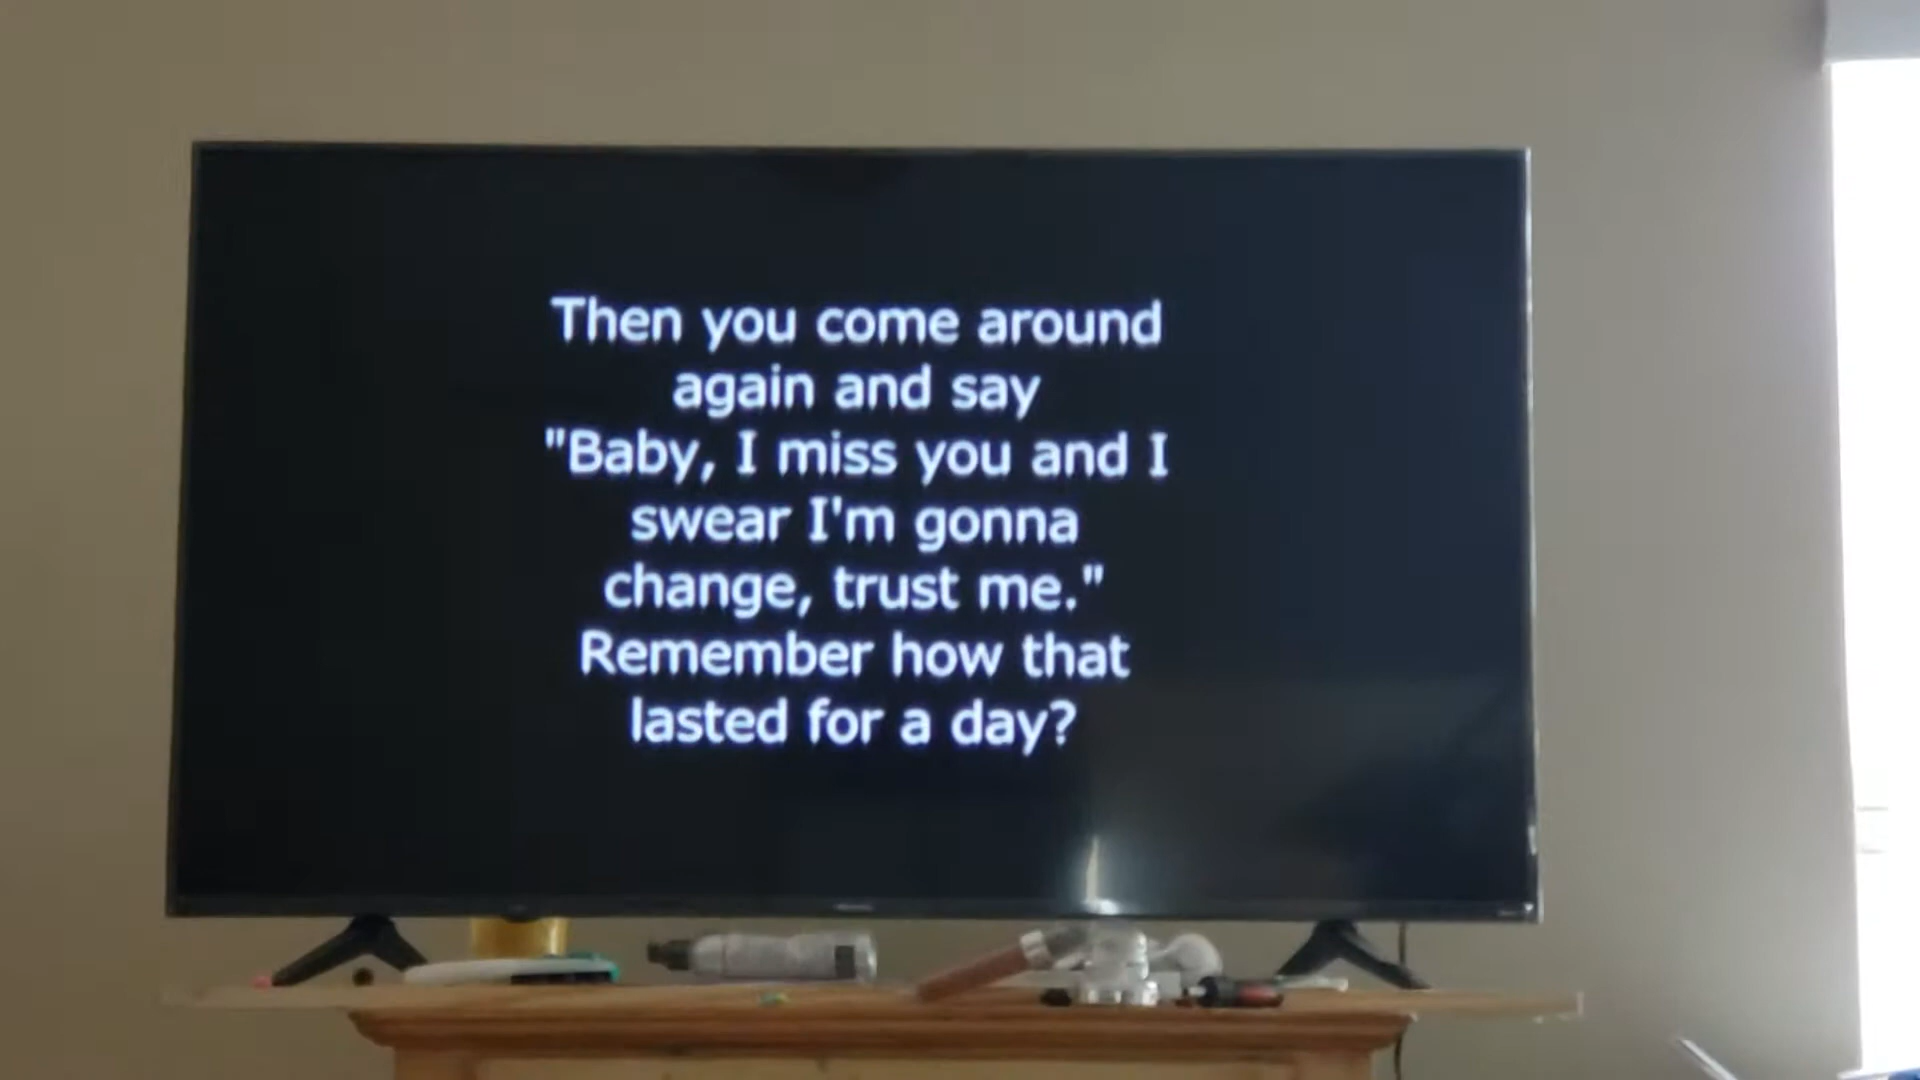 Then you come around
again and say
"Baby, I miss you and I
swear I'm gonna
change, trust me."
Remember how that
lasted for a day?